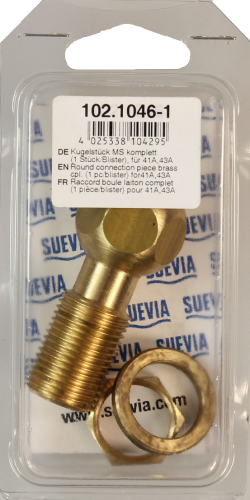 102.1046-1
4 025338 104295
DE Kugelstück MS komplett
(1 Stück/Blister), für 41A,43A
EN Round connection piece brass
cpl. (1 pc/blister) for41A,43A
FR Raccord boule laiton complet
(1 pièce/blister) pour 41A,43A
SUEVIA
SUEVIA
SUEVIA
SUEVIA
www.suevia.com